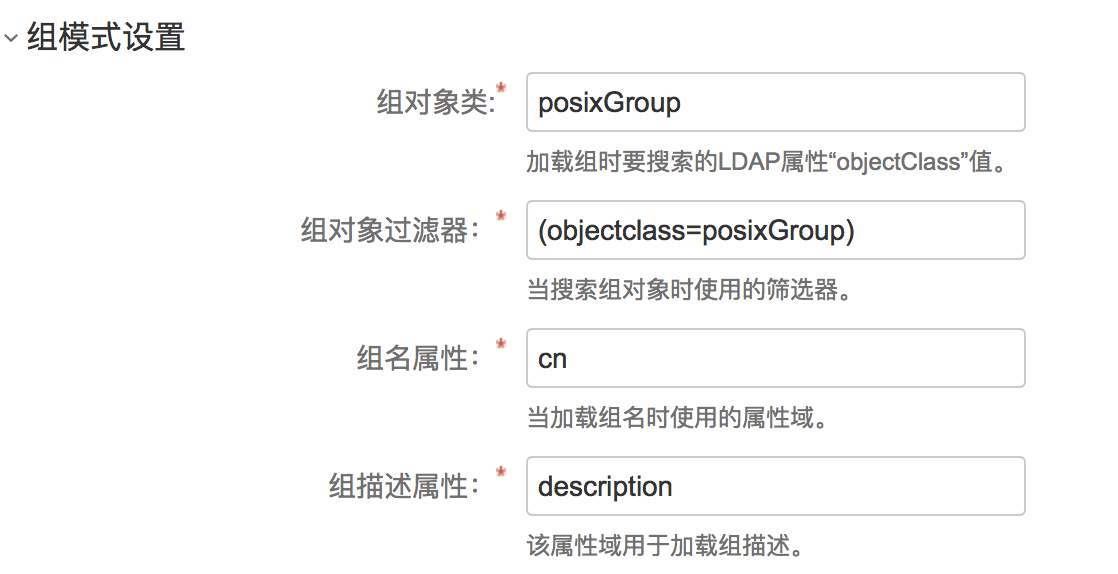 组模式设置
组对象类:*
posixGroup
加载组时要搜索的LDAP属性“objectClass”值。
组对象过滤器：*
(objectclass=posixGroup)
当搜索组对象时使用的筛选器。
组名属性：*
cn
当加载组名时使用的属性域。
组描述属性：*
description
该属性域用于加载组描述。